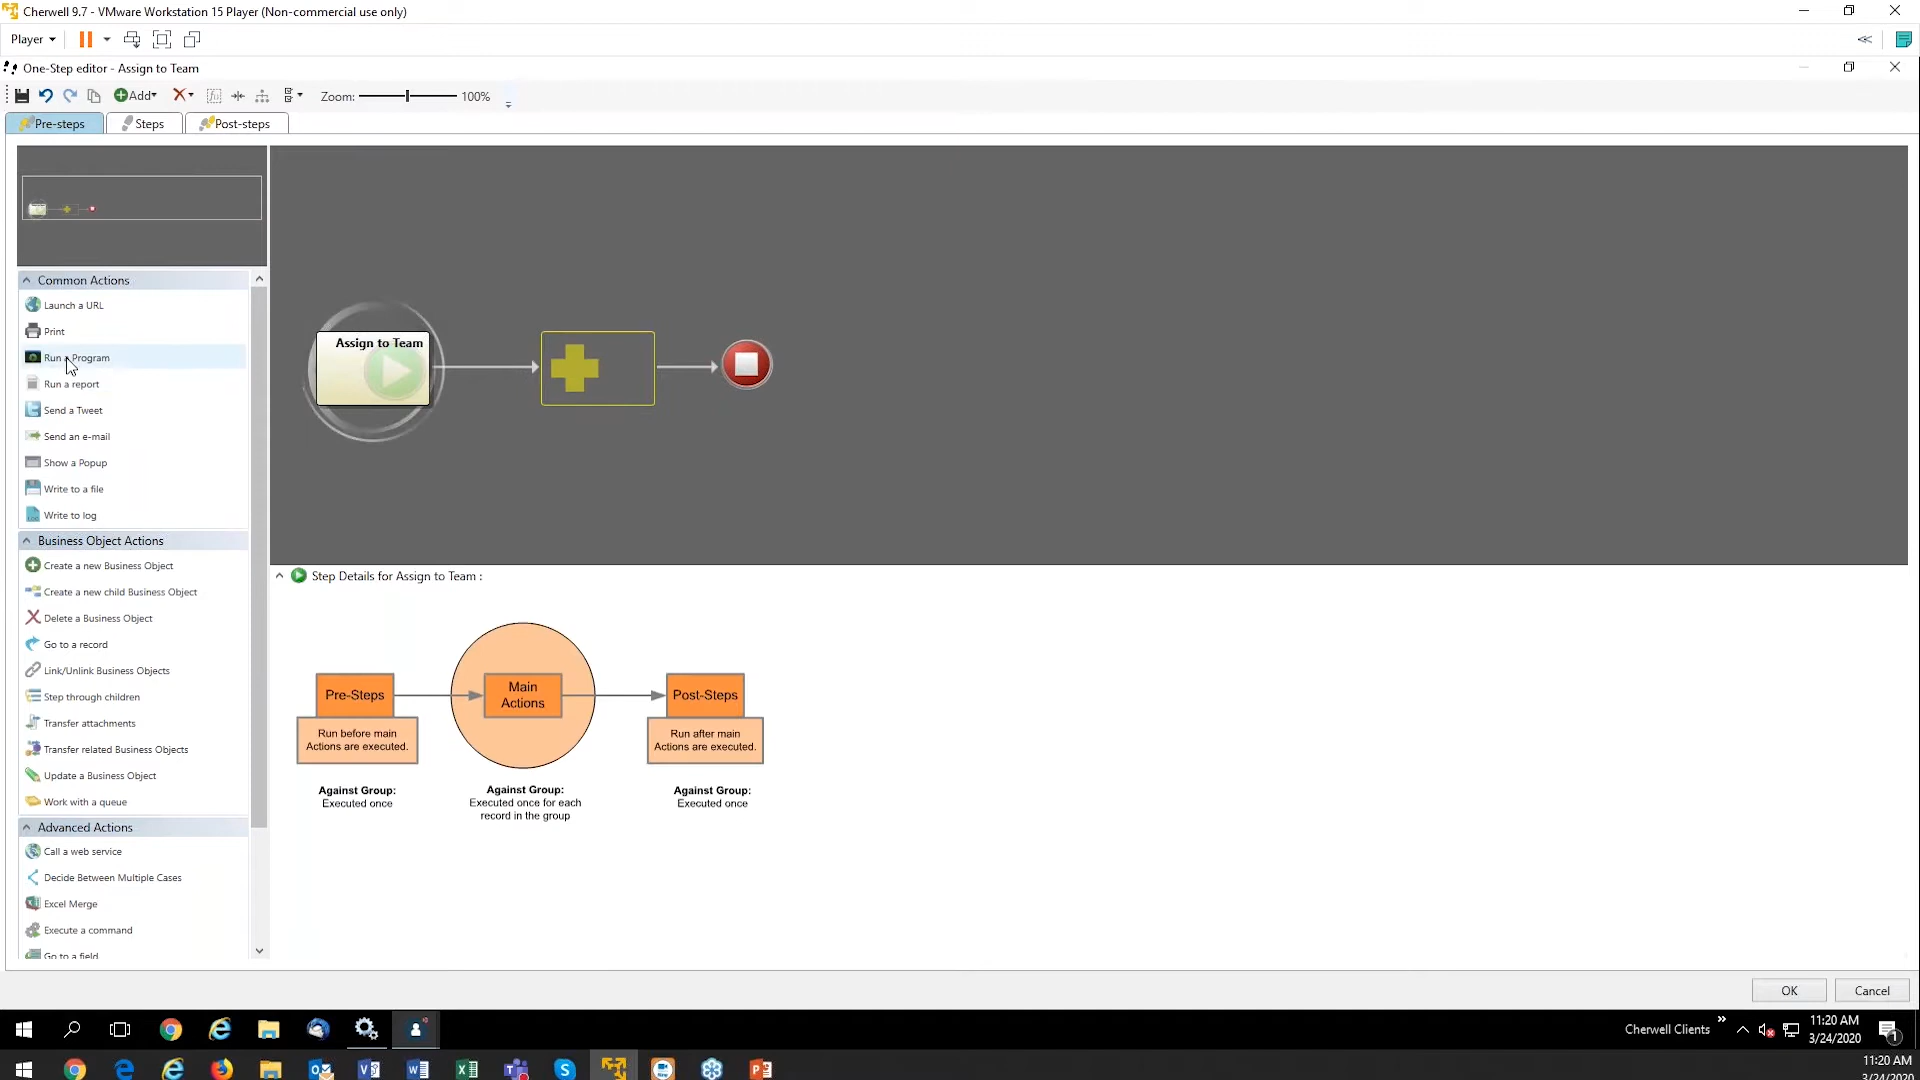 Cherwell 9.7 - VMware Workstation 15 Player (Non-commercial use only)
Player
One-Step editor - Assign to Team
Add
Zoom: 100%
Pre-steps Steps Post-steps
Common Actions
Launch a URL
Print
Run a Program
Run a report
Send a Tweet
Send an e-mail
Show a Popup
Write to a file
Write to log
Business Object Actions
Create a new Business Object
Create a new child Business Object
Delete a Business Object
Go to a record
Link/Unlink Business Objects
Step through children
Transfer attachments
Transfer related Business Objects
Update a Business Object
Work with a queue
Advanced Actions
Call a web service
Decide Between Multiple Cases
Excel Merge
Execute a command
Go to a field
Assign to Team
Step Details for Assign to Team :
Pre-Steps
Run before main
Actions are executed.
Against Group:
Executed once
Main
Actions
Against Group:
Executed once for each
record in the group
Post-Steps
Run after main
Actions are executed.
Against Group:
Executed once
OK Cancel
Cherwell Clients
11:20 AM
3/24/2020
1
11:20 AM
3/24/2020